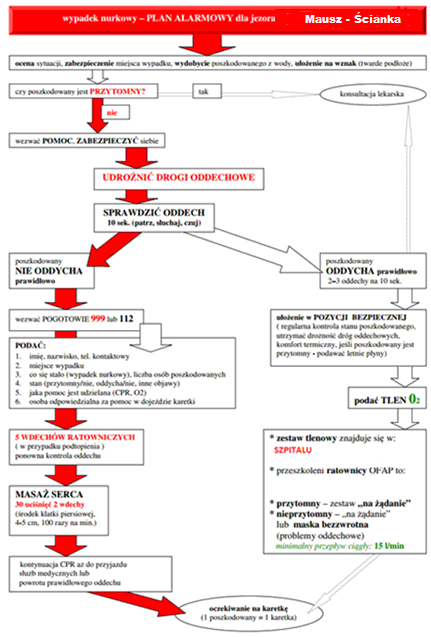 wypadek nurkowy – PLAN ALARMOWY dla jezora Mausz - Ścianka
ocena sytuacji, zabezpieczenie miejsca wypadku, wydobycie poszkodowanego z wody, ułożenie na wznak (twarde podłoże)
czy poszkodowany jest PRZYTOMNY?
tak
konsultacja lekarska
nie
wezwać POMOC, ZABEZPIECZYĆ siebie
UDROŻNIĆ DROGI ODDECHOWE
SPRAWDZIĆ ODDECH
10 sek. (patrz, słuchaj, czuj)
poszkodowany
NIE ODDYCHA
prawidłowo
poszkodowany
ODDYCHA prawidłowo
2-3 oddechy na 10 sek.
wezwać POGOTOWIE 999 lub 112
PODAĆ:
1. imię, nazwisko, tel. kontaktowy
2. miejsce wypadku
3. co się stało (wypadek nurkowy), liczba osób poszkodowanych
4. stan (przytomny/nie, oddycha/nie, inne objawy)
5. jaka pomoc jest udzielana (CPR, O2)
6. osoba odpowiedzialna za pomoc w dojeździe karetki
ułożenie w POZYCJI BEZPIECZNEJ
( regularna kontrola stanu poszkodowanego,
utrzymać drożność dróg oddechowych,
komfort termiczny, jeśli poszkodowany jest
przytomny - podawać letnie płyny)
podać TLEN 02
5 WDECHÓW RATOWNICZYCH
( w przypadku podtopienia )
ponowna kontrola oddechu
* zestaw tlenowy znajduje się w:
SZPITALU
* przeszkoleni ratownicy OFAP to:
* przytomny – zestaw „na żądanie”
* nieprzytomny – „na żądanie”
lub maska bezzwrotna
(problemy oddechowe)
minimalny przepływ ciągły: 15 l/min
MASAŻ SERCA
30 uciśnięć 2 wdechy
(środek klatki piersiowej,
4-5 cm, 100 razy na min.)
kontynuacja CPR aż do przyjazdu
służb medycznych lub
powrotu prawidłowego oddechu
oczekiwanie na karetkę
(1 poszkodowany = 1 karetka)